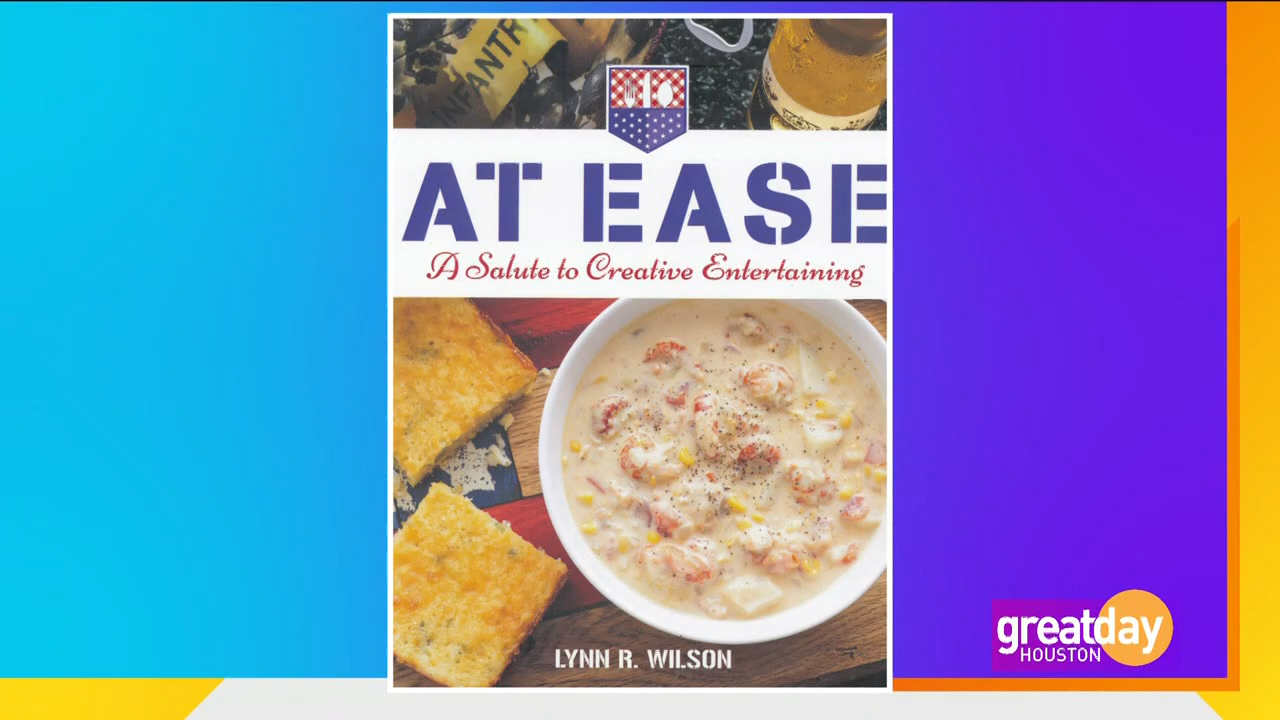 INFANTR
AT EASE
A Salute to Creative Entertaining
LYNN R. WILSON
greatday
HOUSTON